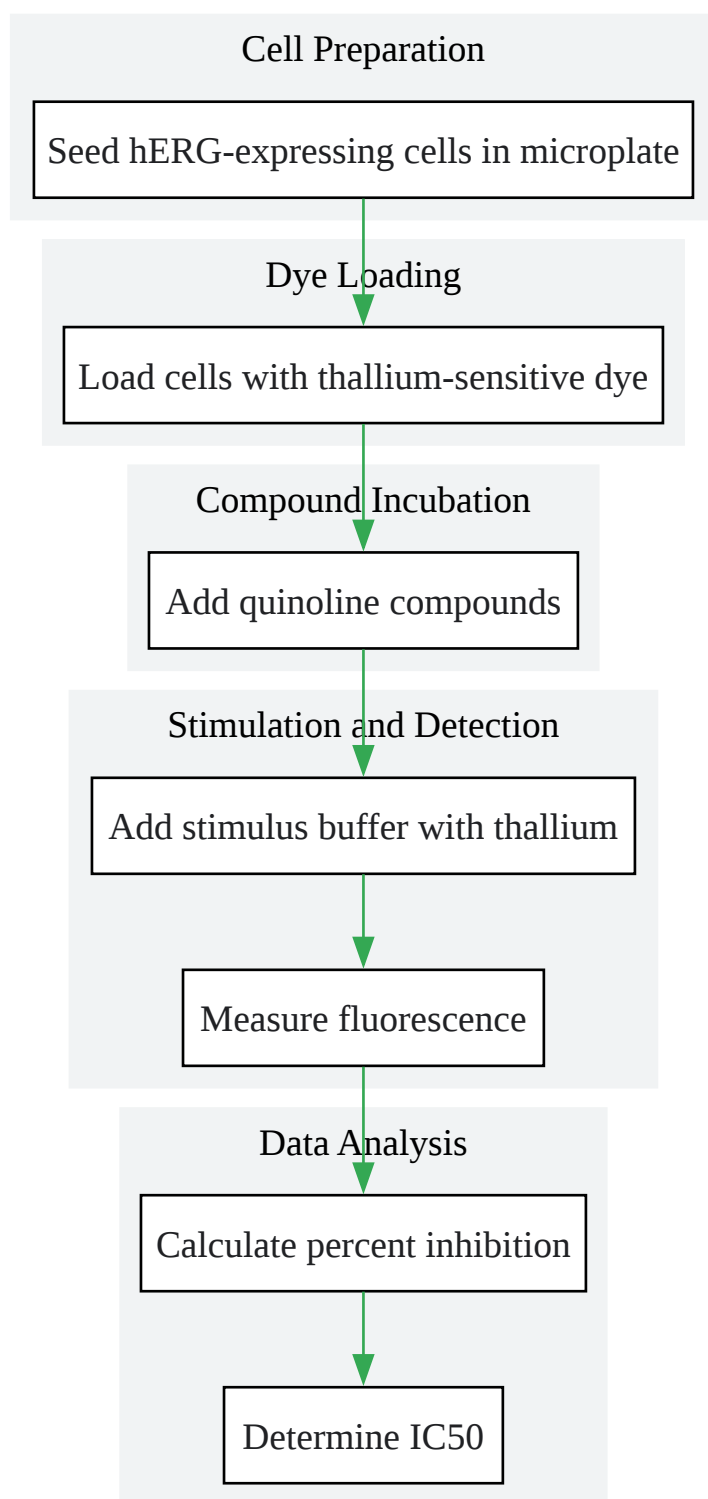 Cell Preparation
Seed hERG-expressing cells in microplate
Dye Loading
Load cells with thallium-sensitive dye
Compound Incubation
Add quinoline compounds
Stimulation and Detection
Add stimulus buffer with thallium
Measure fluorescence
Data Analysis
Calculate percent inhibition
Determine IC50